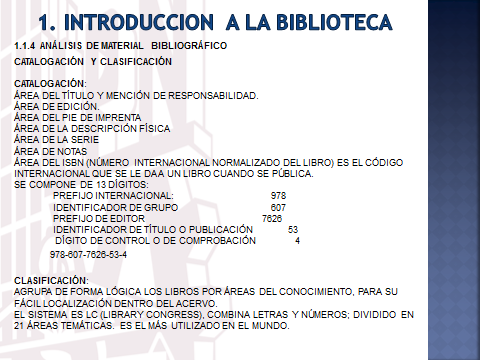 1. INTRODUCCION A LA BIBLIOTECA
1.1.4 ANÁLISIS DE MATERIAL BIBLIOGRÁFICO
CATALOGACIÓN Y CLASIFICACIÓN
CATALOGACIÓN:
ÁREA DEL TÍTULO Y MENCIÓN DE RESPONSABILIDAD.
ÁREA DE EDICIÓN.
ÁREA DEL PIE DE IMPRENTA
ÁREA DE LA DESCRIPCIÓN FÍSICA
ÁREA DE LA SERIE
ÁREA DE NOTAS
ÁREA DEL ISBN (NÚMERO INTERNACIONAL NORMALIZADO DEL LIBRO) ES EL CÓDIGO
INTERNACIONAL QUE SE LE DA A UN LIBRO CUANDO SE PÚBLICA.
SE COMPONE DE 13 DÍGITOS:
PREFIJO INTERNACIONAL: 978
IDENTIFICADOR DE GRUPO 607
PREFIJO DE EDITOR 7626
IDENTIFICADOR DE TÍTULO O PUBLICACIÓN 53
DÍGITO DE CONTROL O DE COMPROBACIÓN 4
978-607-7626-53-4
CLASIFICACIÓN:
AGRUPA DE FORMA LÓGICA LOS LIBROS POR ÁREAS DEL CONOCIMIENTO, PARA SU
FÁCIL LOCALIZACIÓN DENTRO DEL ACERVO.
EL SISTEMA ES LC (LIBRARY CONGRESS), COMBINA LETRAS Y NÚMEROS; DIVIDIDO EN
21 ÁREAS TEMÁTICAS. ES EL MÁS UTILIZADO EN EL MUNDO.